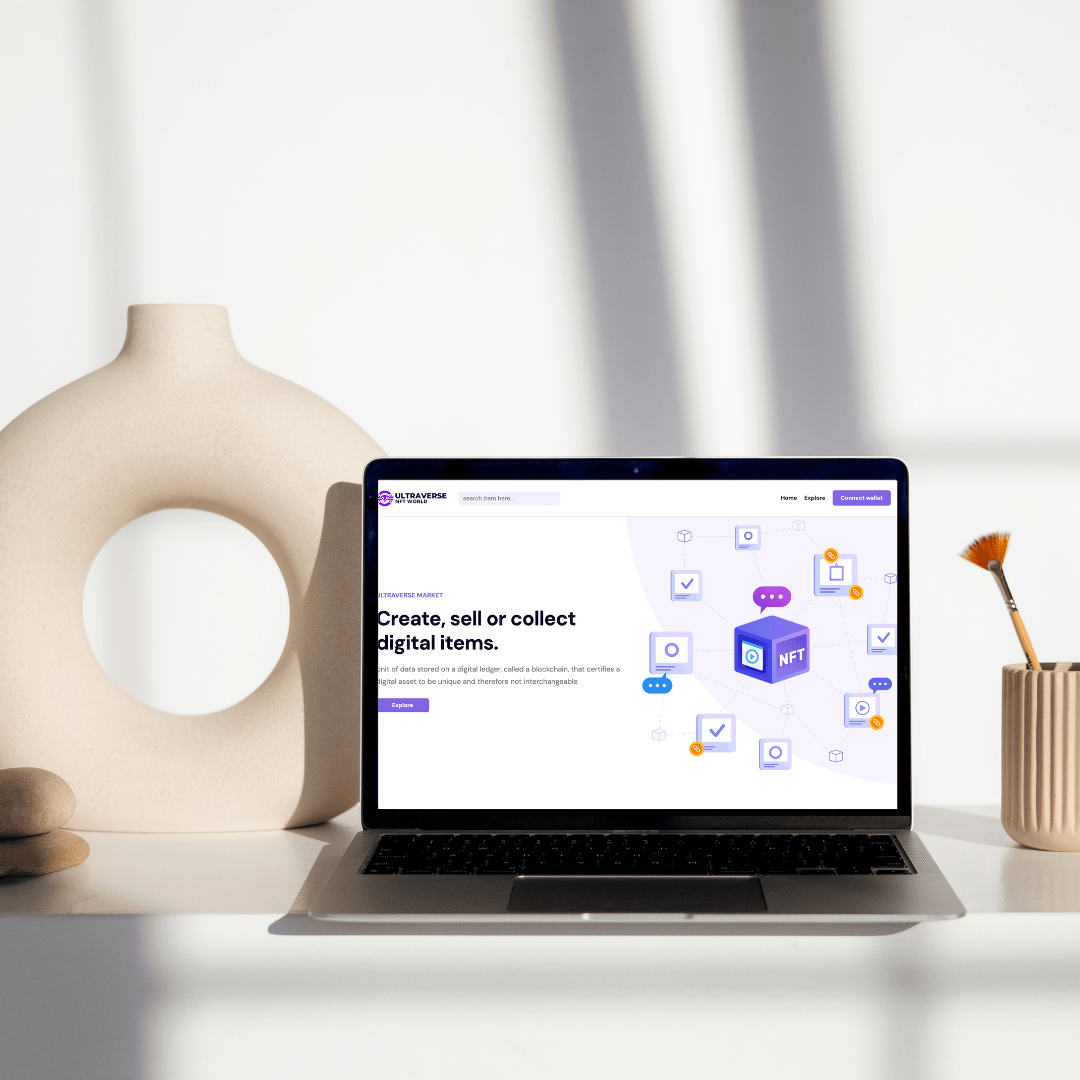 ULTRAVERSE
NFT WORLD
search item here...
Home
Explore
Connect wallet
ULTRAVERSE MARKET
Create, sell or collect
digital items.
Unit of data stored on a digital ledger, called a blockchain, that certifies a
digital asset to be unique and therefore not interchangeable
Explore
NFT